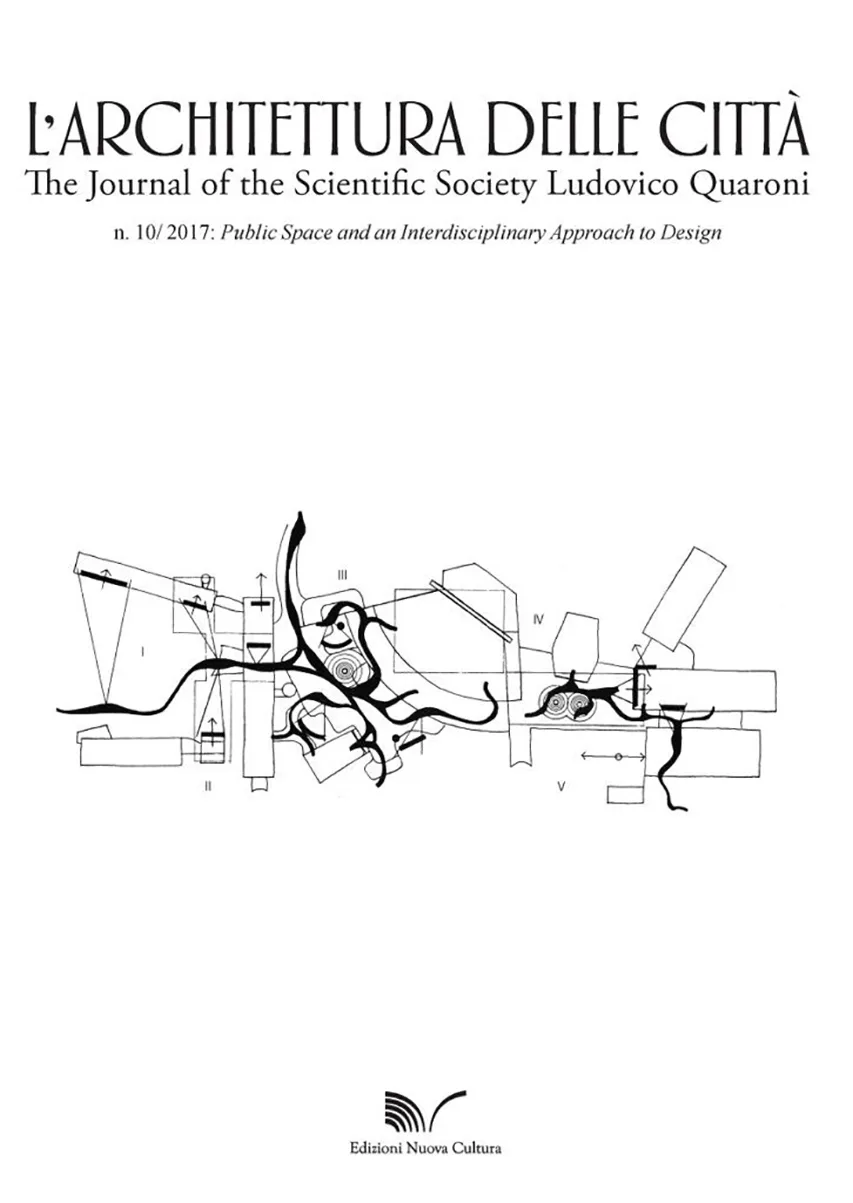 L'ARCHITETTURA DELLE CITTÀ
The Journal of the Scientific Society Ludovico Quaroni
n. 10/ 2017: Public Space and an Interdisciplinary Approach to Design
III
IV
I
II
V
Edizioni Nuova Cultura